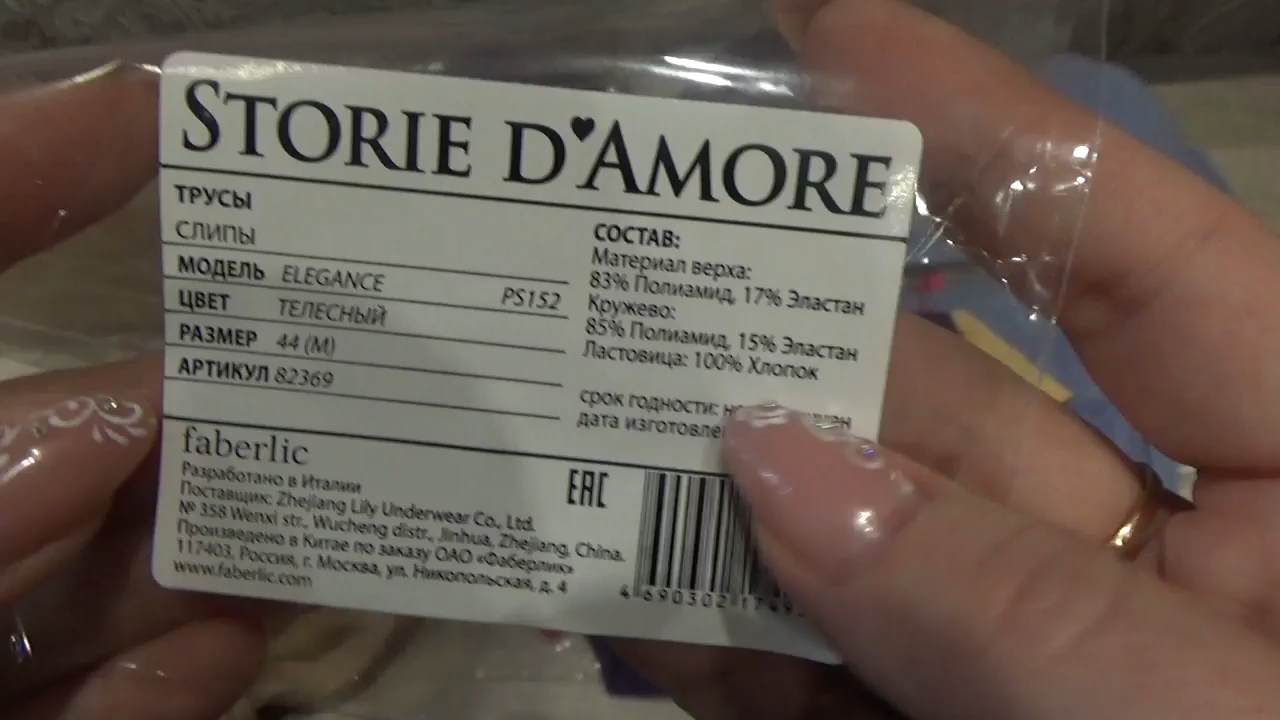 STORIE D'AMORE
ТРУСЫ
СЛИПЫ
МОДЕЛЬ ELEGANCE PS152
ЦВЕТ ТЕЛЕСНЫЙ
РАЗМЕР 44 (M)
АРТИКУЛ 82369
СОСТАВ:
Материал верха:
83% Полиамид, 17% Эластан
Кружево:
85% Полиамид, 15% Эластан
Ластовица: 100% Хлопок
срок годности:
дата
faberlic
Разработано в Италии
Поставщик: Zhejiang Lily Underwear Co., Ltd.
№ 358 Wenxi str., Wucheng distr., Jinhua, Zhejiang, China.
Произведено в Китае по заказу ОАО «Фаберлик»
117403, Россия, г. Москва, ул. Никопольская, д. 4
www.faberlic.com
EAC
4 690302